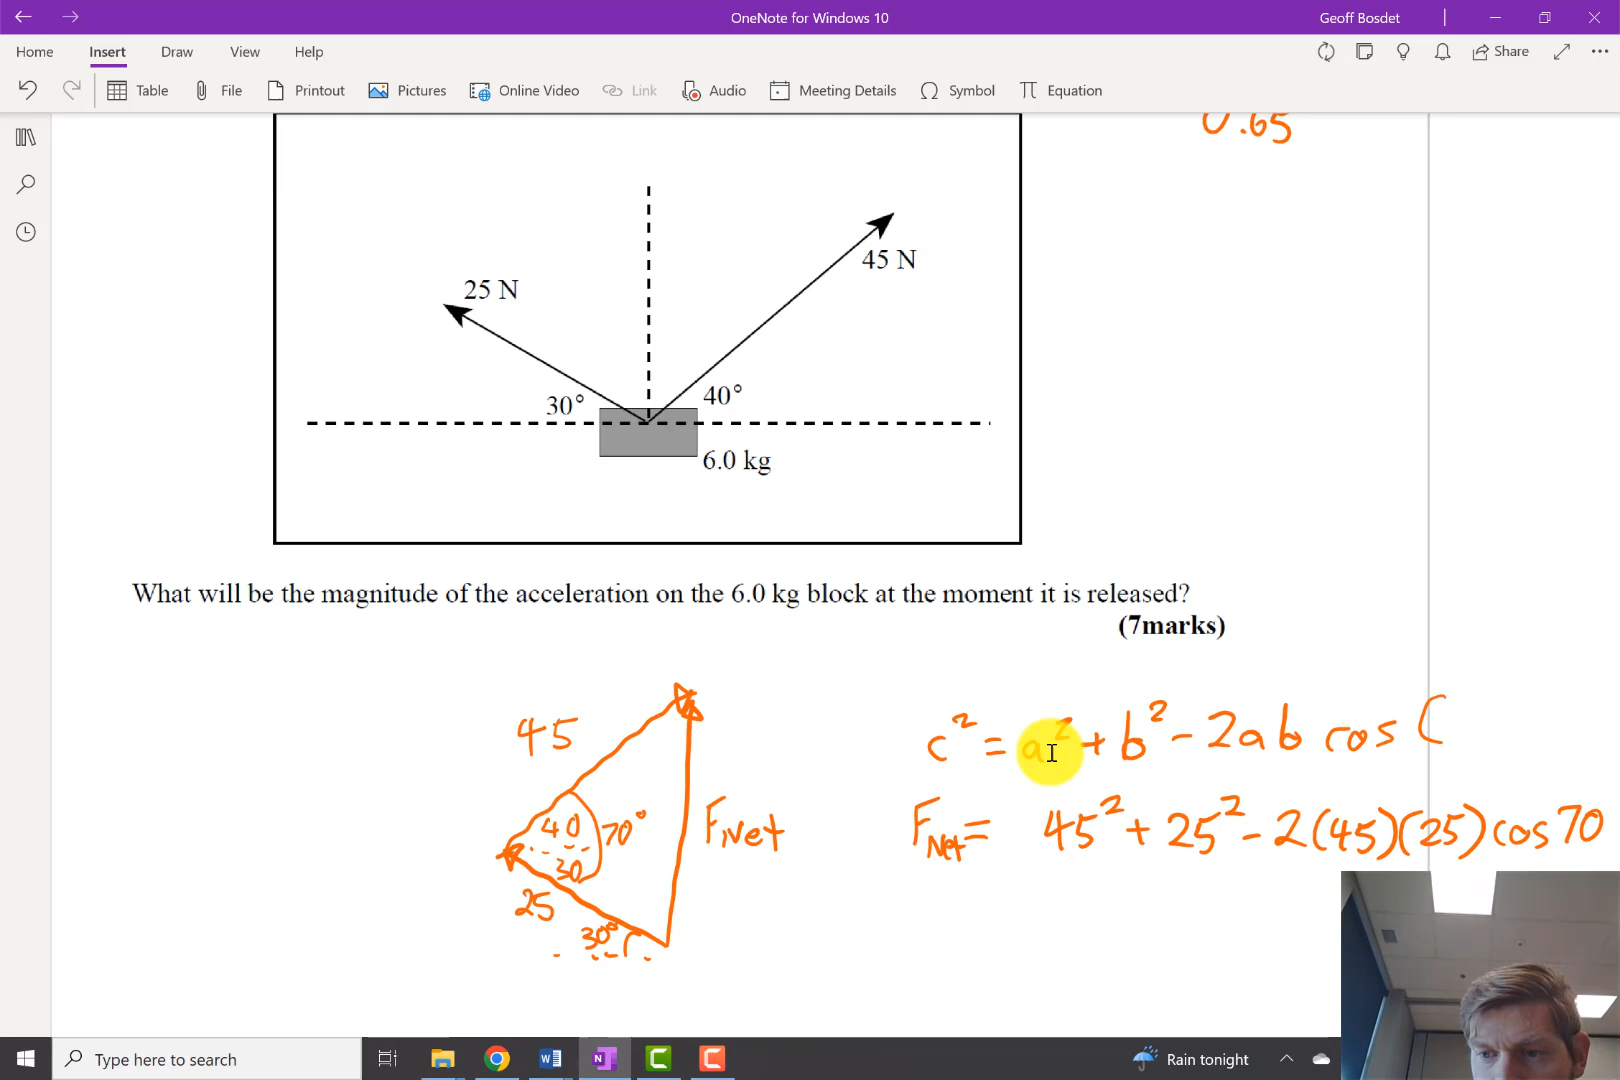 OneNote for Windows 10
Geoff Bosdet
Home Insert Draw View Help
Share
Table File Printout Pictures Online Video Link Audio Meeting Details Symbol Equation
0.65
45 N
25 N
30° 40°
6.0 kg
What will be the magnitude of the acceleration on the 6.0 kg block at the moment it is released?
(7marks)
45
c² = a² + b² - 2ab cos C
40 70° FNet
FNet = 45² + 25² - 2(45)(25)cos70
30
25
30°
Type here to search
Rain tonight